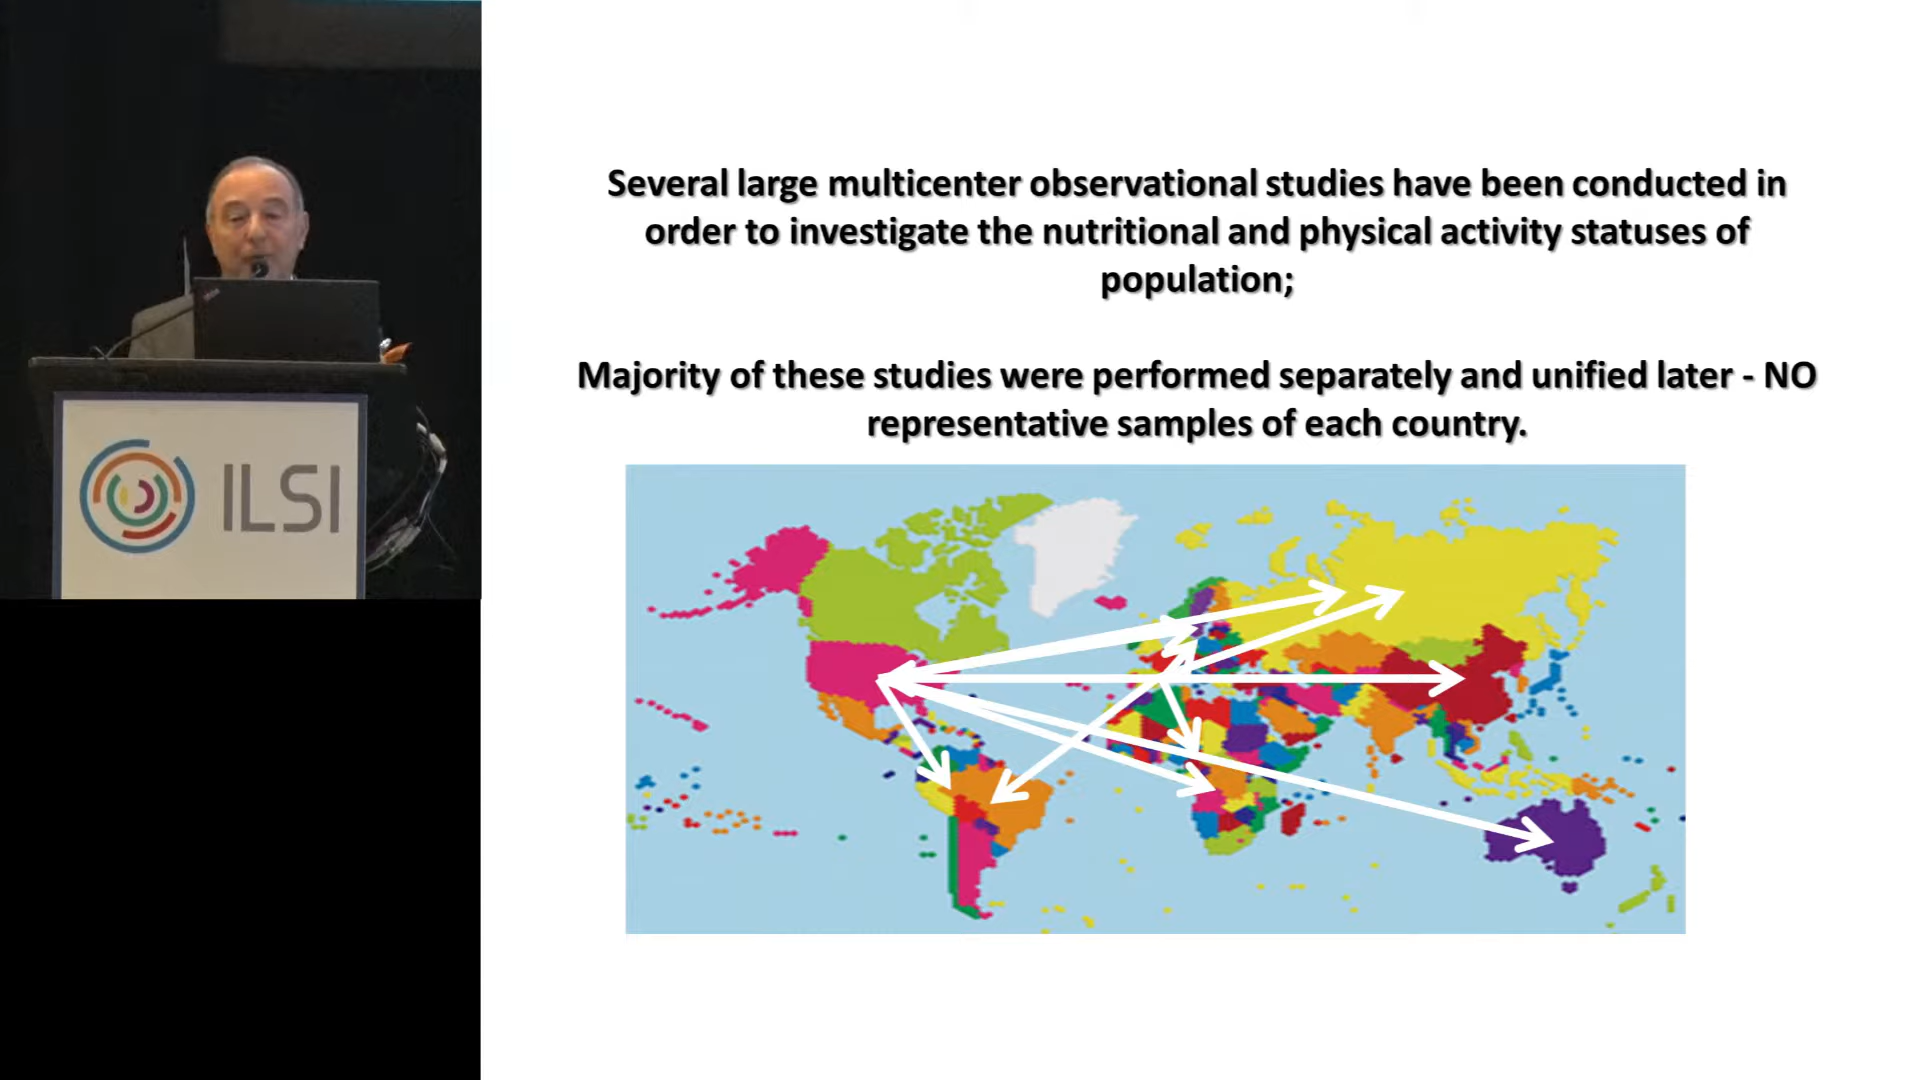 Several large multicenter observational studies have been conducted in
order to investigate the nutritional and physical activity statuses of
population;
Majority of these studies were performed separately and unified later - NO
representative samples of each country.
ILSI